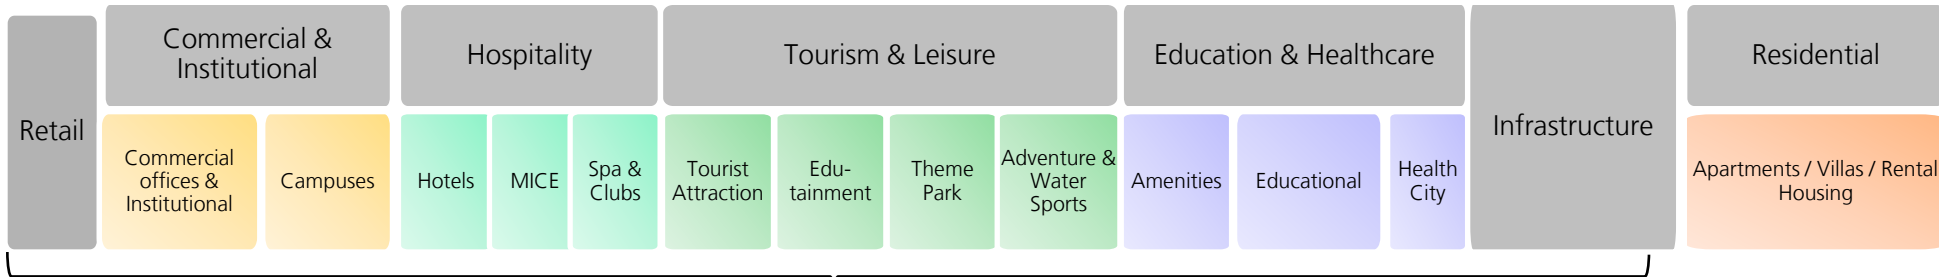 Retail
Commercial &
Institutional
Commercial
offices &
Institutional
Campuses
Hospitality
Hotels
MICE
Spa &
Clubs
Tourism & Leisure
Tourist
Attraction
Edu-
tainment
Theme
Park
Adventure &
Water
Sports
Education & Healthcare
Amenities
Educational
Health
City
Infrastructure
Residential
Apartments / Villas / Rental
Housing